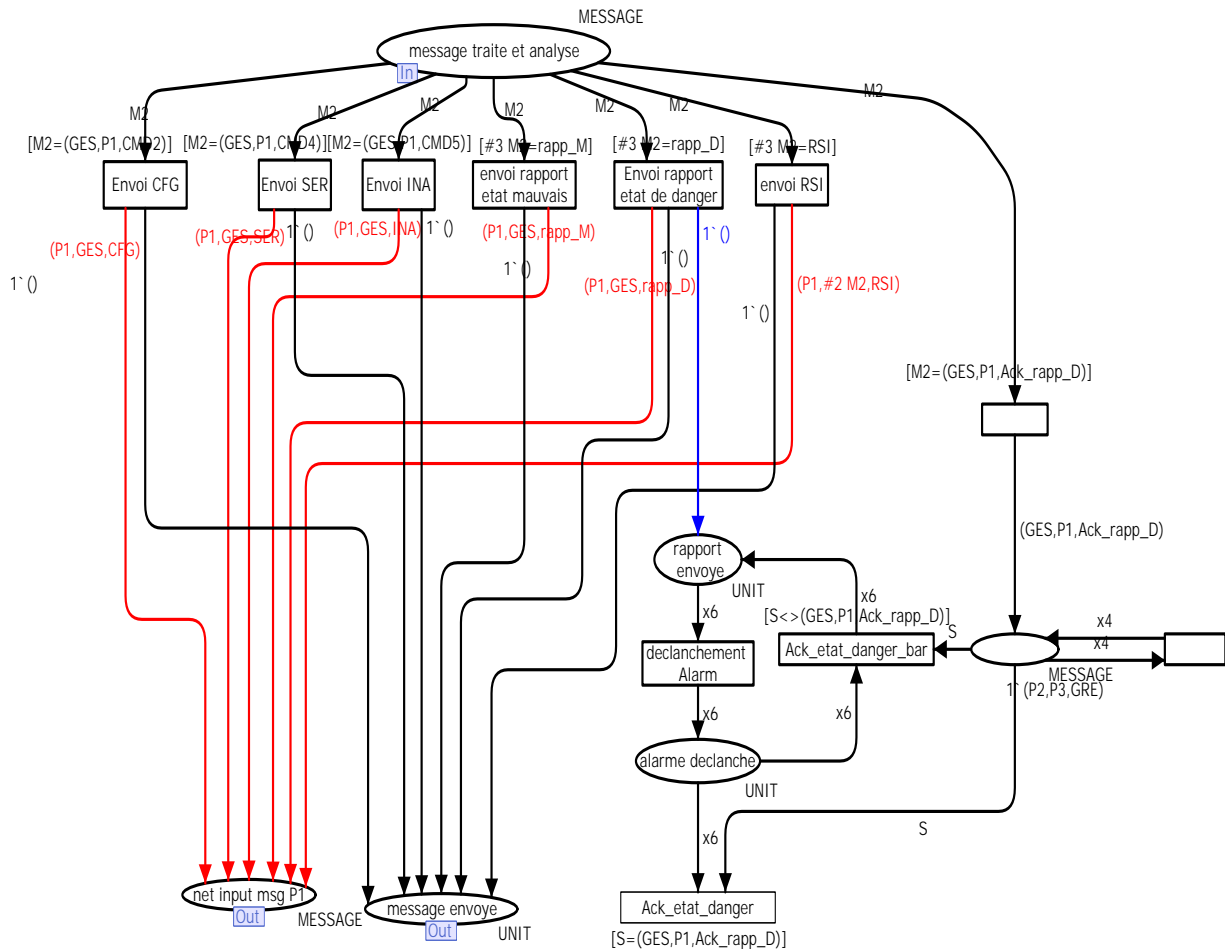 MESSAGE
message traite et analyse
In
M2
M2
M2
M2
M2
M2
M2
[M2=(GES,P1,CMD2)]
[M2=(GES,P1,CMD4)]
[M2=(GES,P1,CMD5)]
[#3 M2=rapp_M]
[#3 M2=rapp_D]
[#3 M2=RSI]
Envoi CFG
Envoi SER
Envoi INA
envoi rapport
etat mauvais
Envoi rapport
etat de danger
envoi RSI
(P1,GES,CFG)
(P1,GES,SER)
1`()
(P1,GES,INA)
1`()
(P1,GES,rapp_M)
1`()
1`()
1`()
1`()
(P1,GES,rapp_D)
(P1,#2 M2,RSI)
1`()
[M2=(GES,P1,Ack_rapp_D)]
(GES,P1,Ack_rapp_D)
rapport
envoye
UNIT
x6
x6
[S<>(GES,P1,Ack_rapp_D)]
declanchement
Alarm
Ack_etat_danger_bar
S
x4
x4
MESSAGE
1`(P2,P3,GRE)
x6
x6
alarme declanche
UNIT
x6
S
net input msg P1
Out
MESSAGE
message envoye
Out
UNIT
Ack_etat_danger
[S=(GES,P1,Ack_rapp_D)]